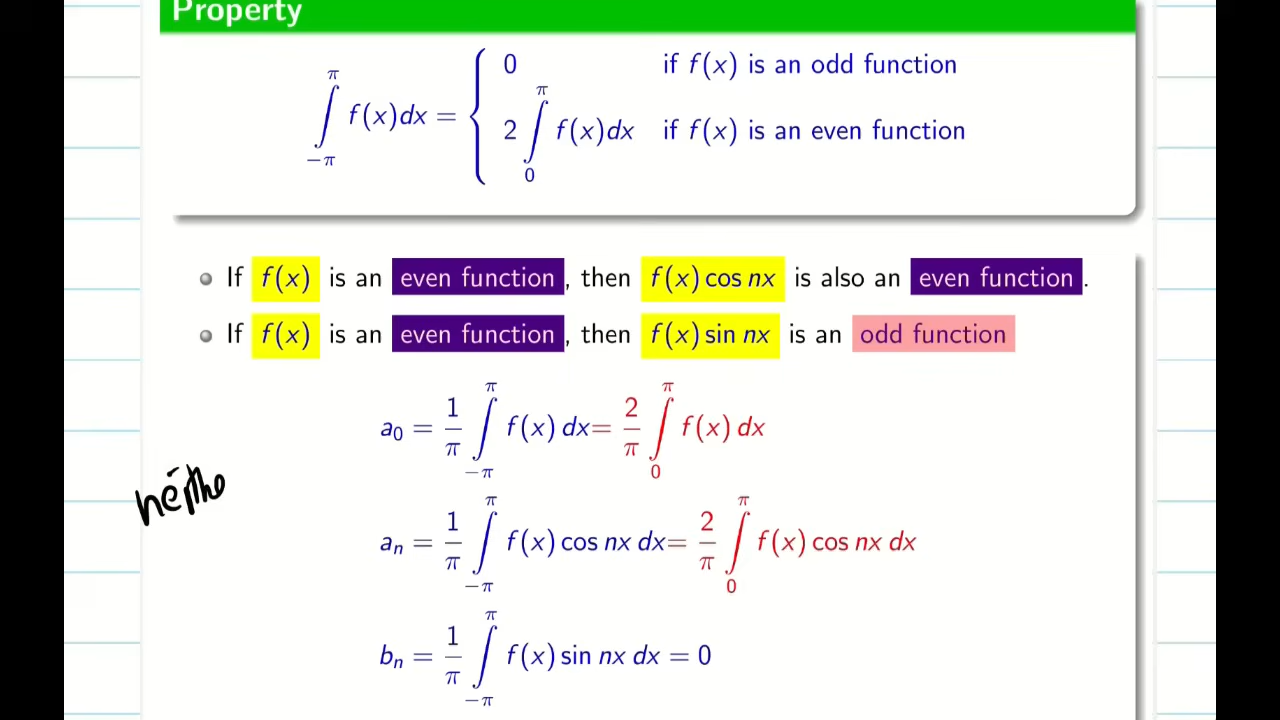 Property
∫_{−π}^{π} f(x)dx = { 0 if f(x) is an odd function
2 ∫_{0}^{π} f(x)dx if f(x) is an even function
If f(x) is an even function, then f(x) cos nx is also an even function.
If f(x) is an even function, then f(x) sin nx is an odd function
a₀ = 1/π ∫_{−π}^{π} f(x) dx = 2/π ∫_{0}^{π} f(x) dx
aₙ = 1/π ∫_{−π}^{π} f(x) cos nx dx = 2/π ∫_{0}^{π} f(x) cos nx dx
bₙ = 1/π ∫_{−π}^{π} f(x) sin nx dx = 0